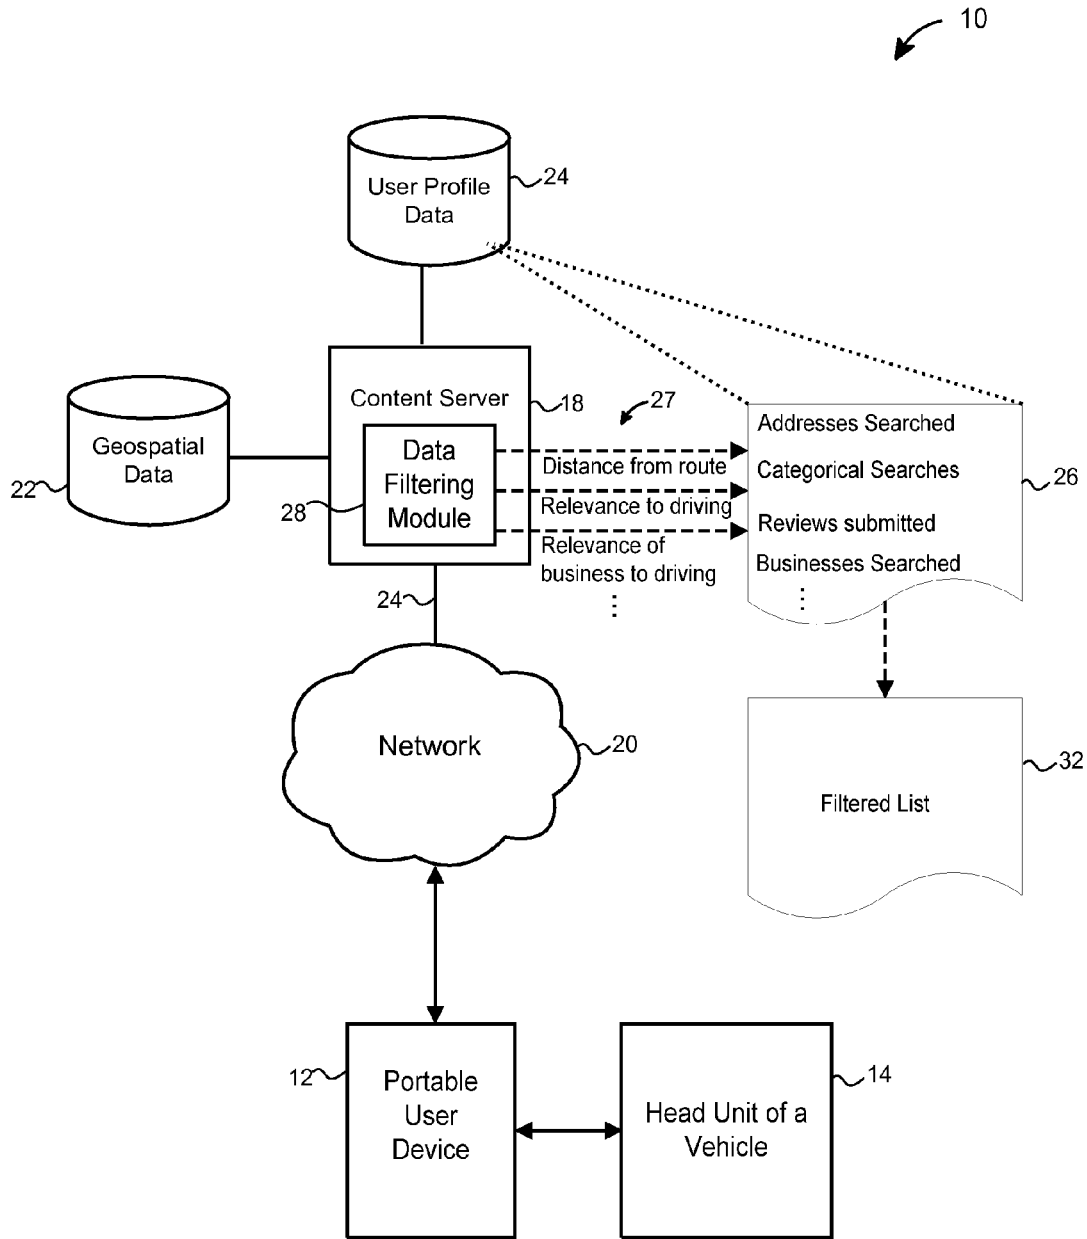 10
User Profile
Data
24
Content Server
18
27
Geospatial
Data
22
Data
Filtering
Module
28
Distance from route
Relevance to driving
Relevance of
business to driving
⋮
Addresses Searched
Categorical Searches
Reviews submitted
Businesses Searched
⋮
26
24
Network
20
Filtered List
32
12
Portable
User
Device
Head Unit of a
Vehicle
14